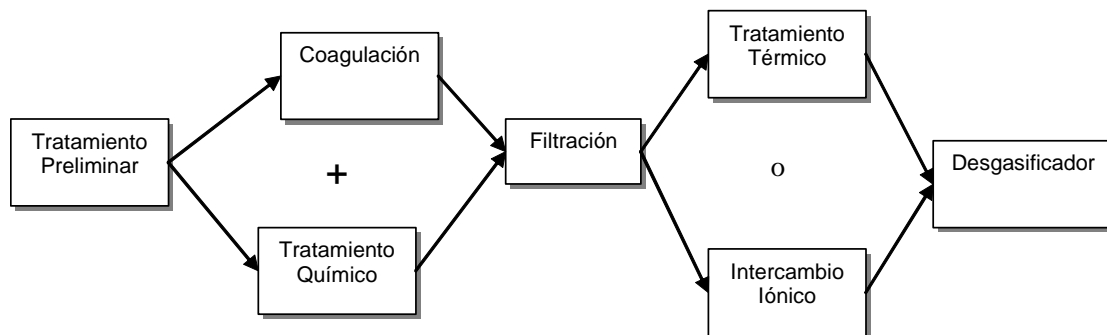 Tratamiento
Preliminar
Coagulación
+
Tratamiento
Químico
Filtración
Tratamiento
Térmico
o
Intercambio
Iónico
Desgasificador